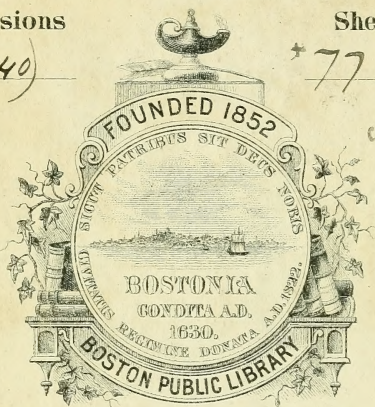 sions
She
40)
+77
FOUNDED 1852
SICUT PATRIBUS SIT DEUS NOBIS
BOSTONIA
CONDITA A.D.
1630.
CIVITATIS REGIMINE DONATA A.D. 1822.
BOSTON PUBLIC LIBRARY